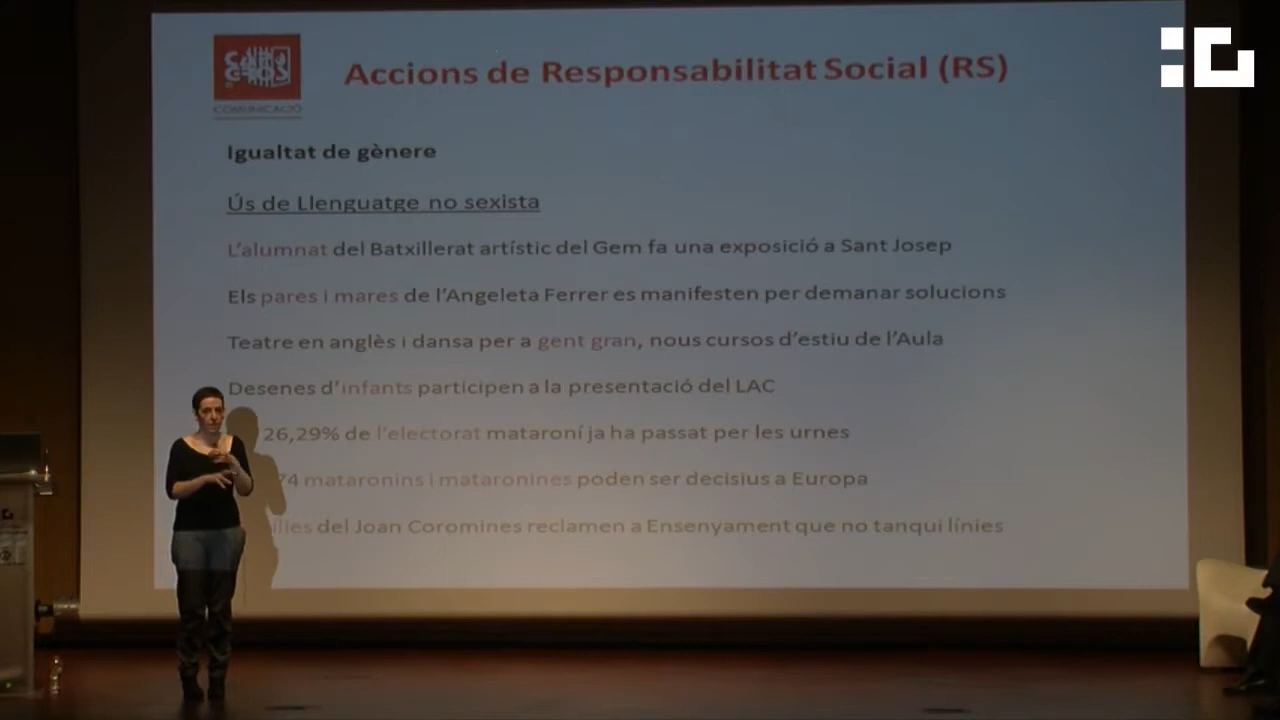 COMUNICACIÓ
Accions de Responsabilitat Social (RS)
Igualtat de gènere
Ús de Llenguatge no sexista
L'alumnat del Batxillerat artístic del Gem fa una exposició a Sant Josep
Els pares i mares de l'Angeleta Ferrer es manifesten per demanar solucions
Teatre en anglès i dansa per a gent gran, nous cursos d'estiu de l'Aula
Desenes d'infants participen a la presentació del LAC
26,29% de l'electorat mataroní ja ha passat per les urnes
74 mataronins i mataronines poden ser decisius a Europa
del Joan Coromines reclamen a Ensenyament que no tanqui línies